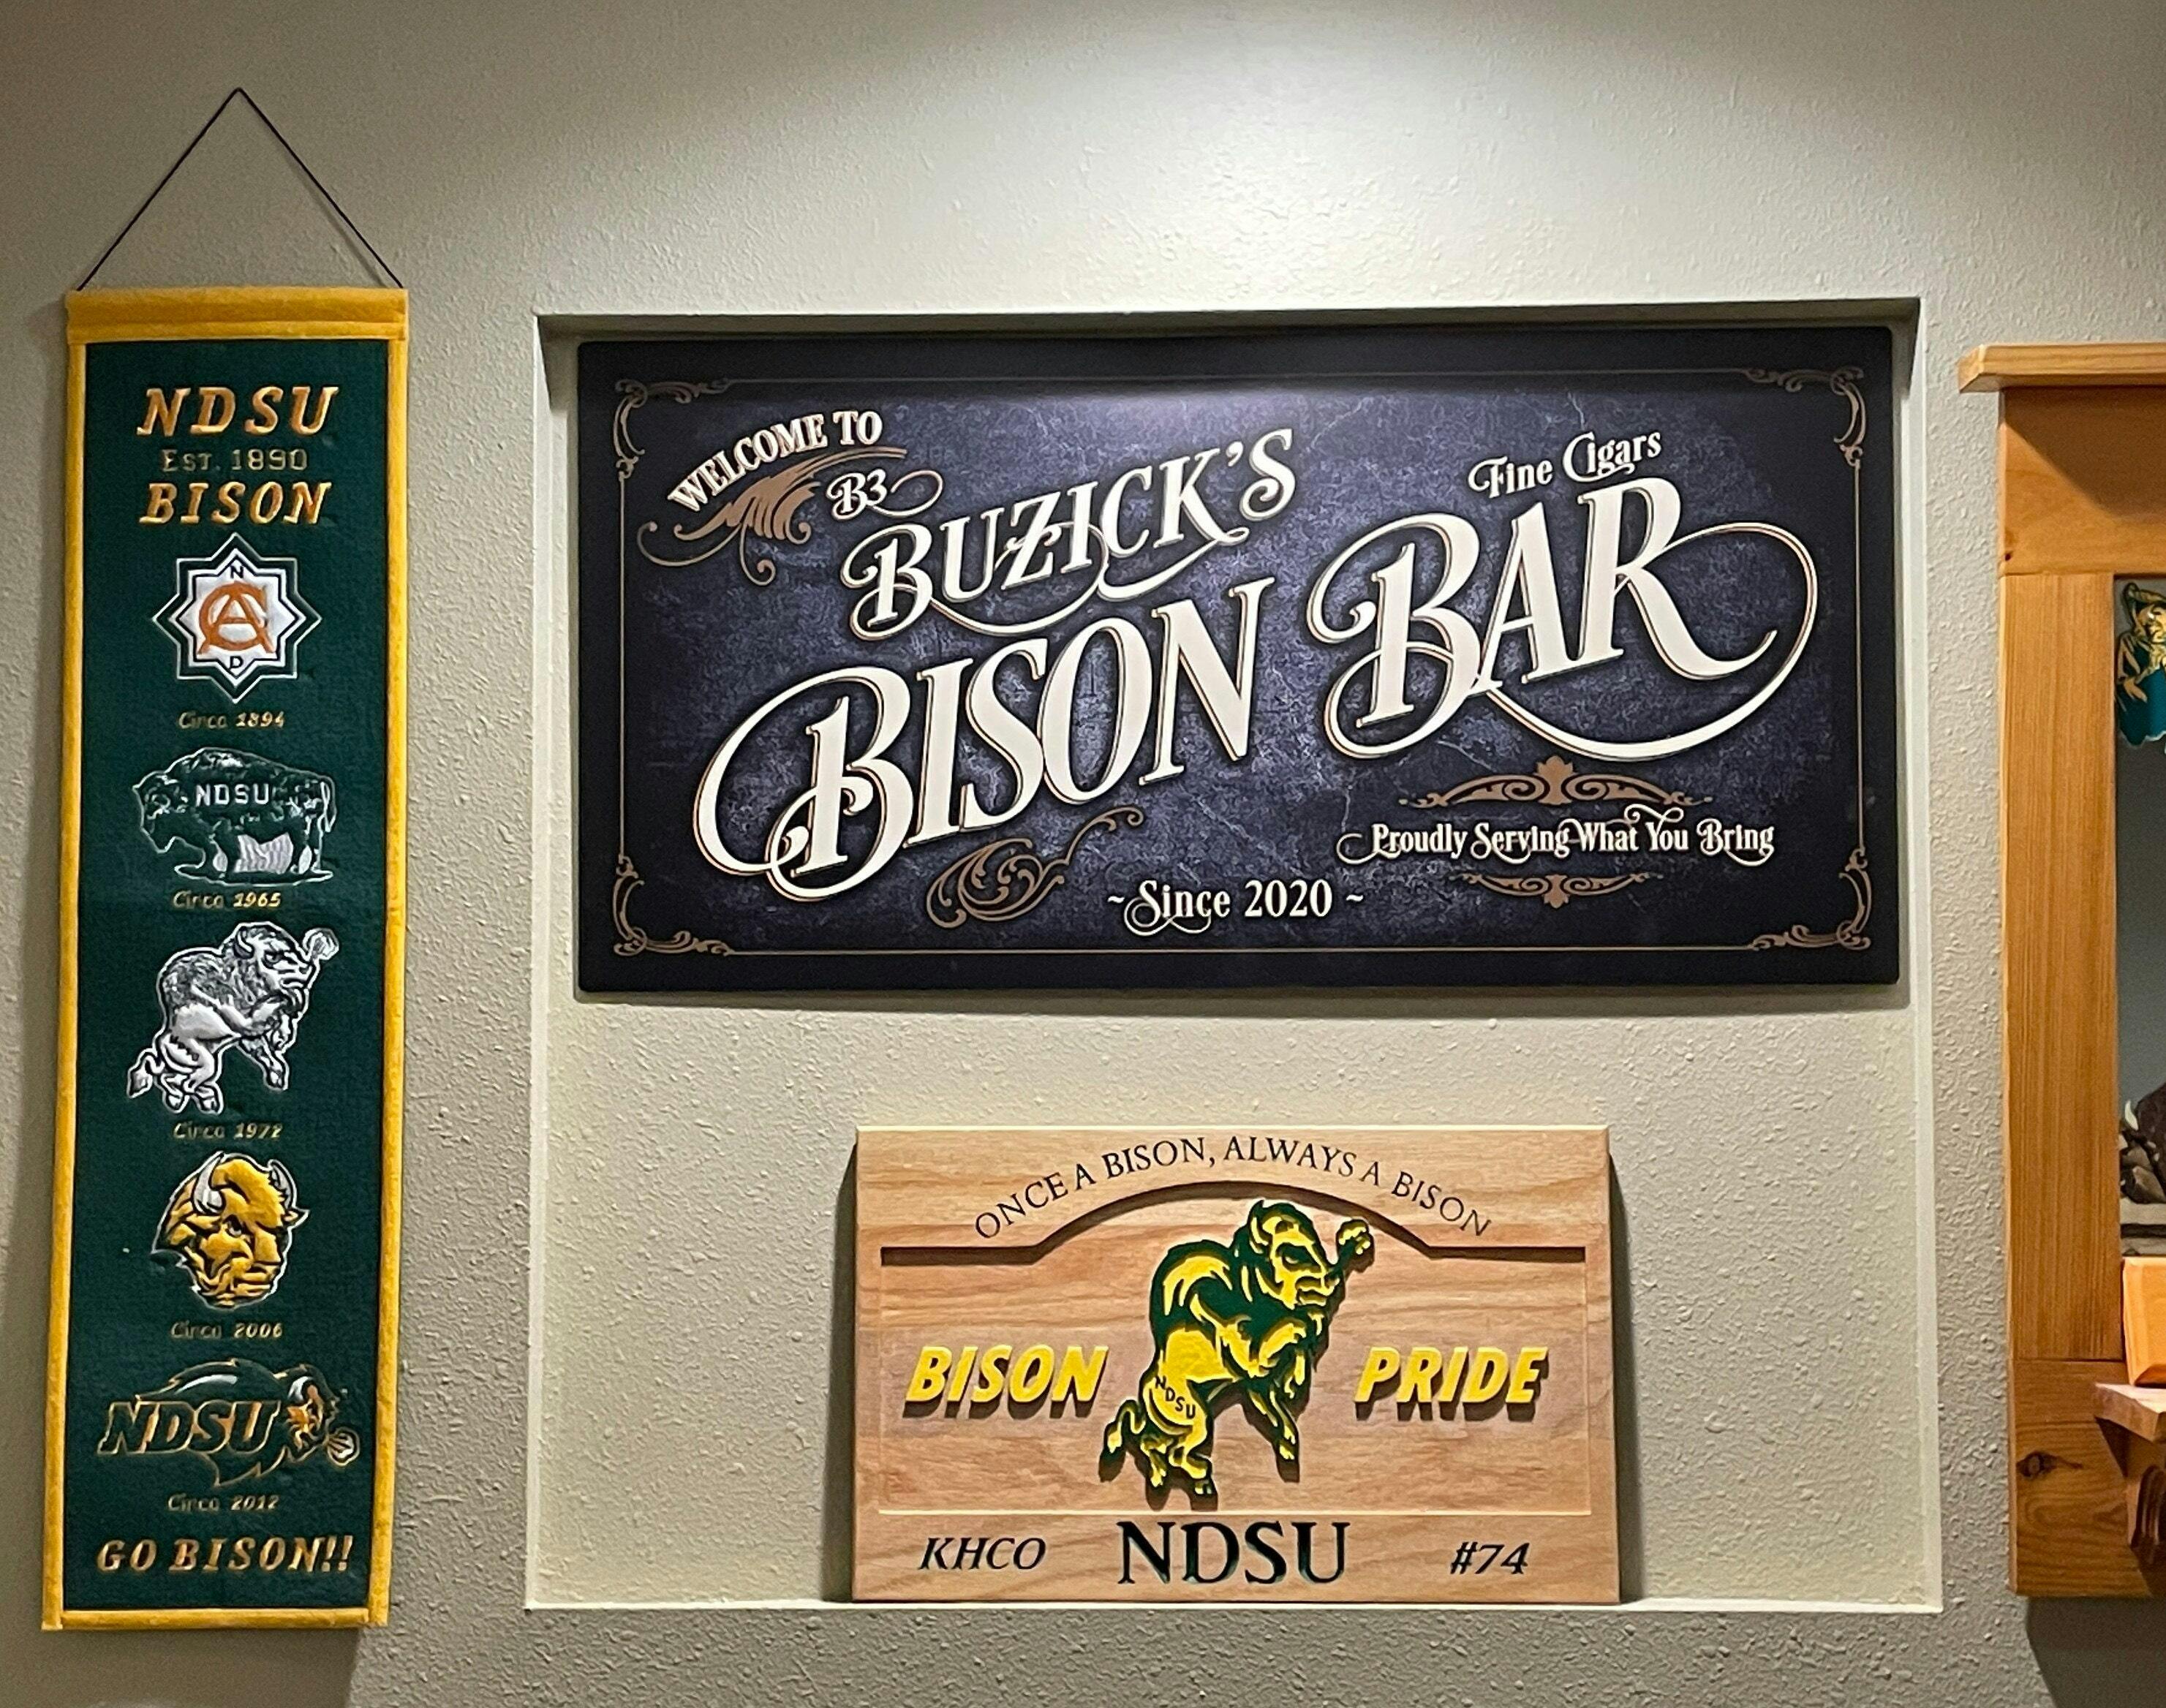 NDSU
EST. 1890
BISON
N
AC
D
Circa 1894
NDSU
Circa 1965
Circa 1972
Circa 2006
NDSU
Circa 2012
GO BISON!!
WELCOME TO
B3
BUZICK'S
Fine Cigars
BISON BAR
Proudly Serving What You Bring
~Since 2020~
ONCE A BISON, ALWAYS A BISON
BISON PRIDE
NDSU
KHCO NDSU #74